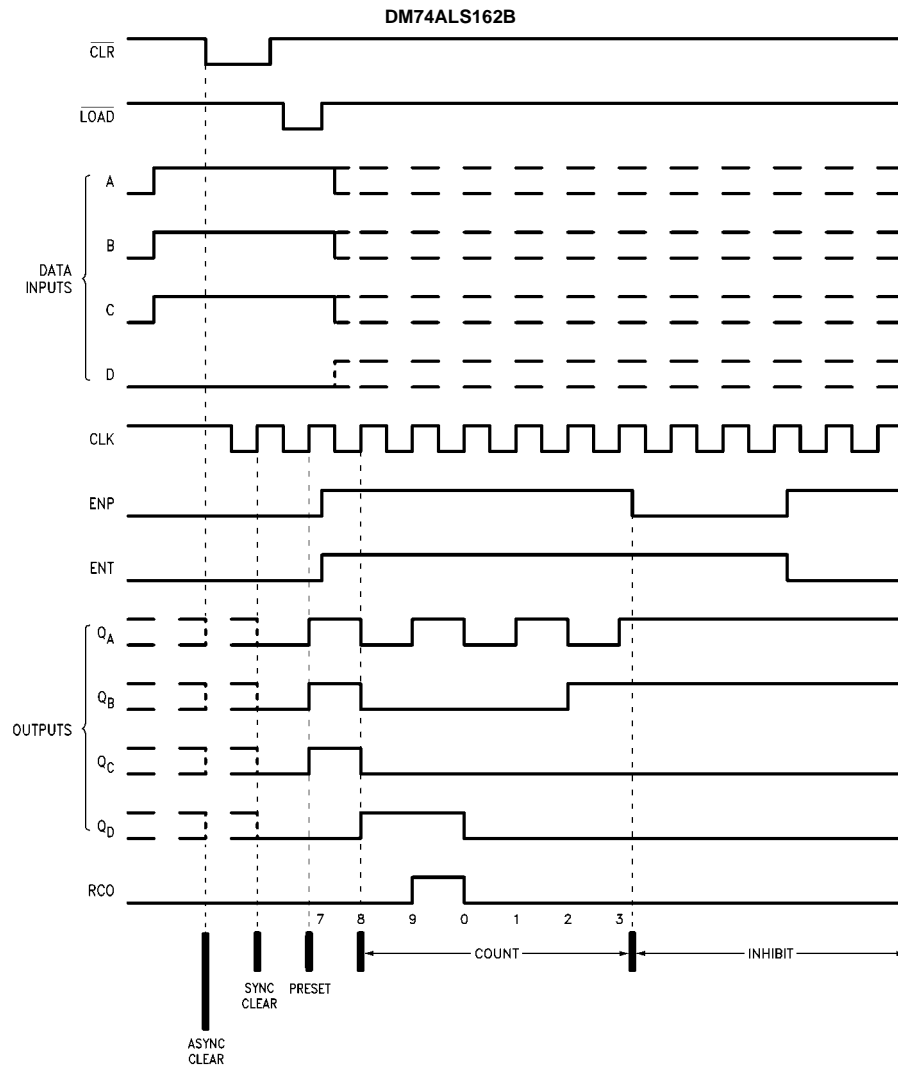 DM74ALS162B
CLR
LOAD
A
B
DATA
INPUTS
C
D
CLK
ENP
ENT
QA
QB
OUTPUTS
QC
QD
RCO
7 8 9 0 1 2 3
COUNT INHIBIT
SYNC
CLEAR
PRESET
ASYNC
CLEAR